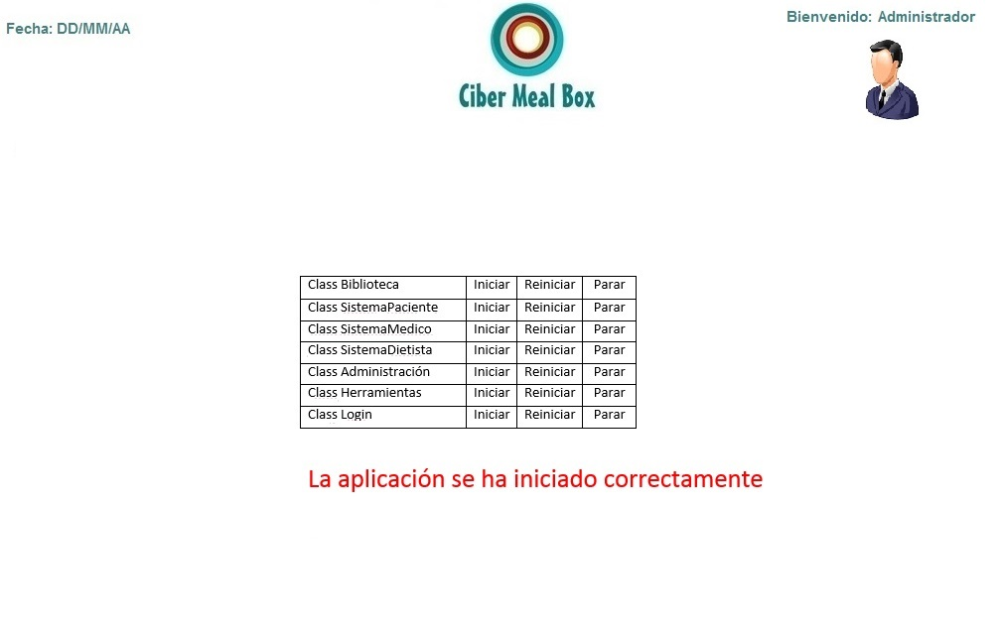 Fecha: DD/MM/AA
Bienvenido: Administrador
Ciber Meal Box
Class Biblioteca Iniciar Reiniciar Parar
Class SistemaPaciente Iniciar Reiniciar Parar
Class SistemaMedico Iniciar Reiniciar Parar
Class SistemaDietista Iniciar Reiniciar Parar
Class Administración Iniciar Reiniciar Parar
Class Herramientas Iniciar Reiniciar Parar
Class Login Iniciar Reiniciar Parar
La aplicación se ha iniciado correctamente